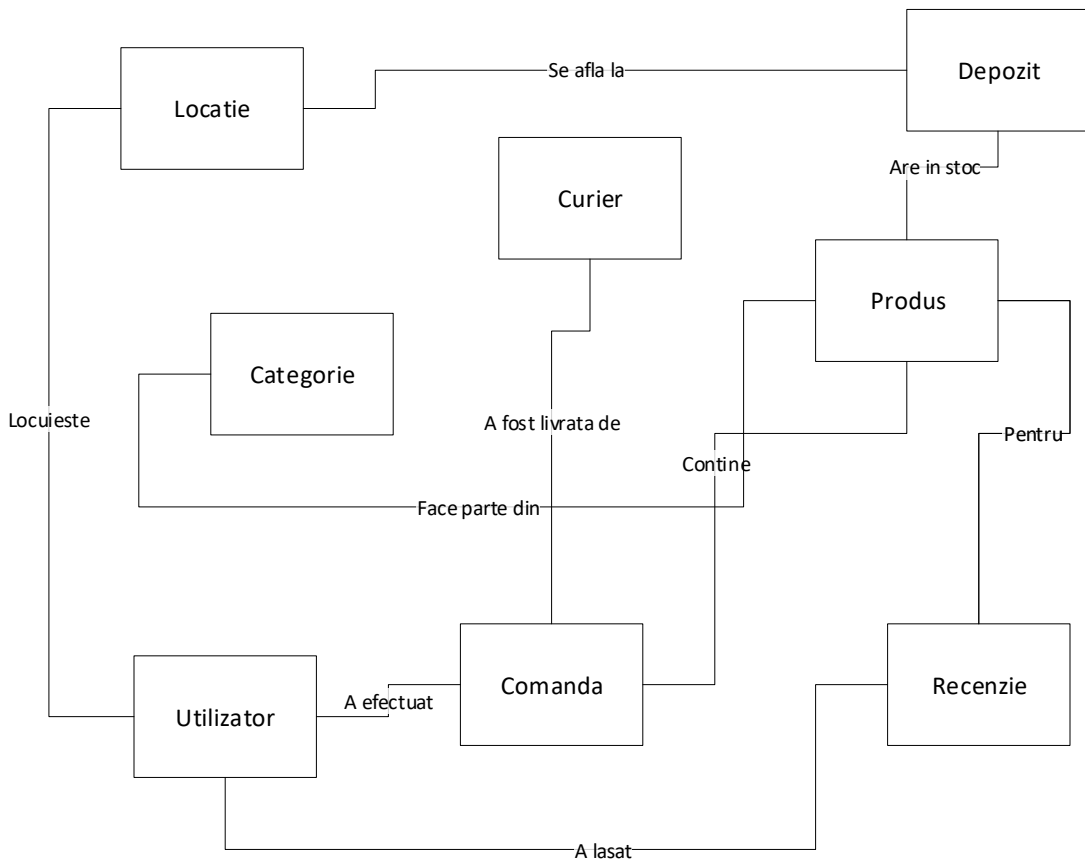 Se afla la
Depozit
Locatie
Are in stoc
Curier
Produs
Categorie
Locuieste
A fost livrata de
Pentru
Contine
Face parte din
Comanda
Recenzie
A efectuat
Utilizator
A lasat